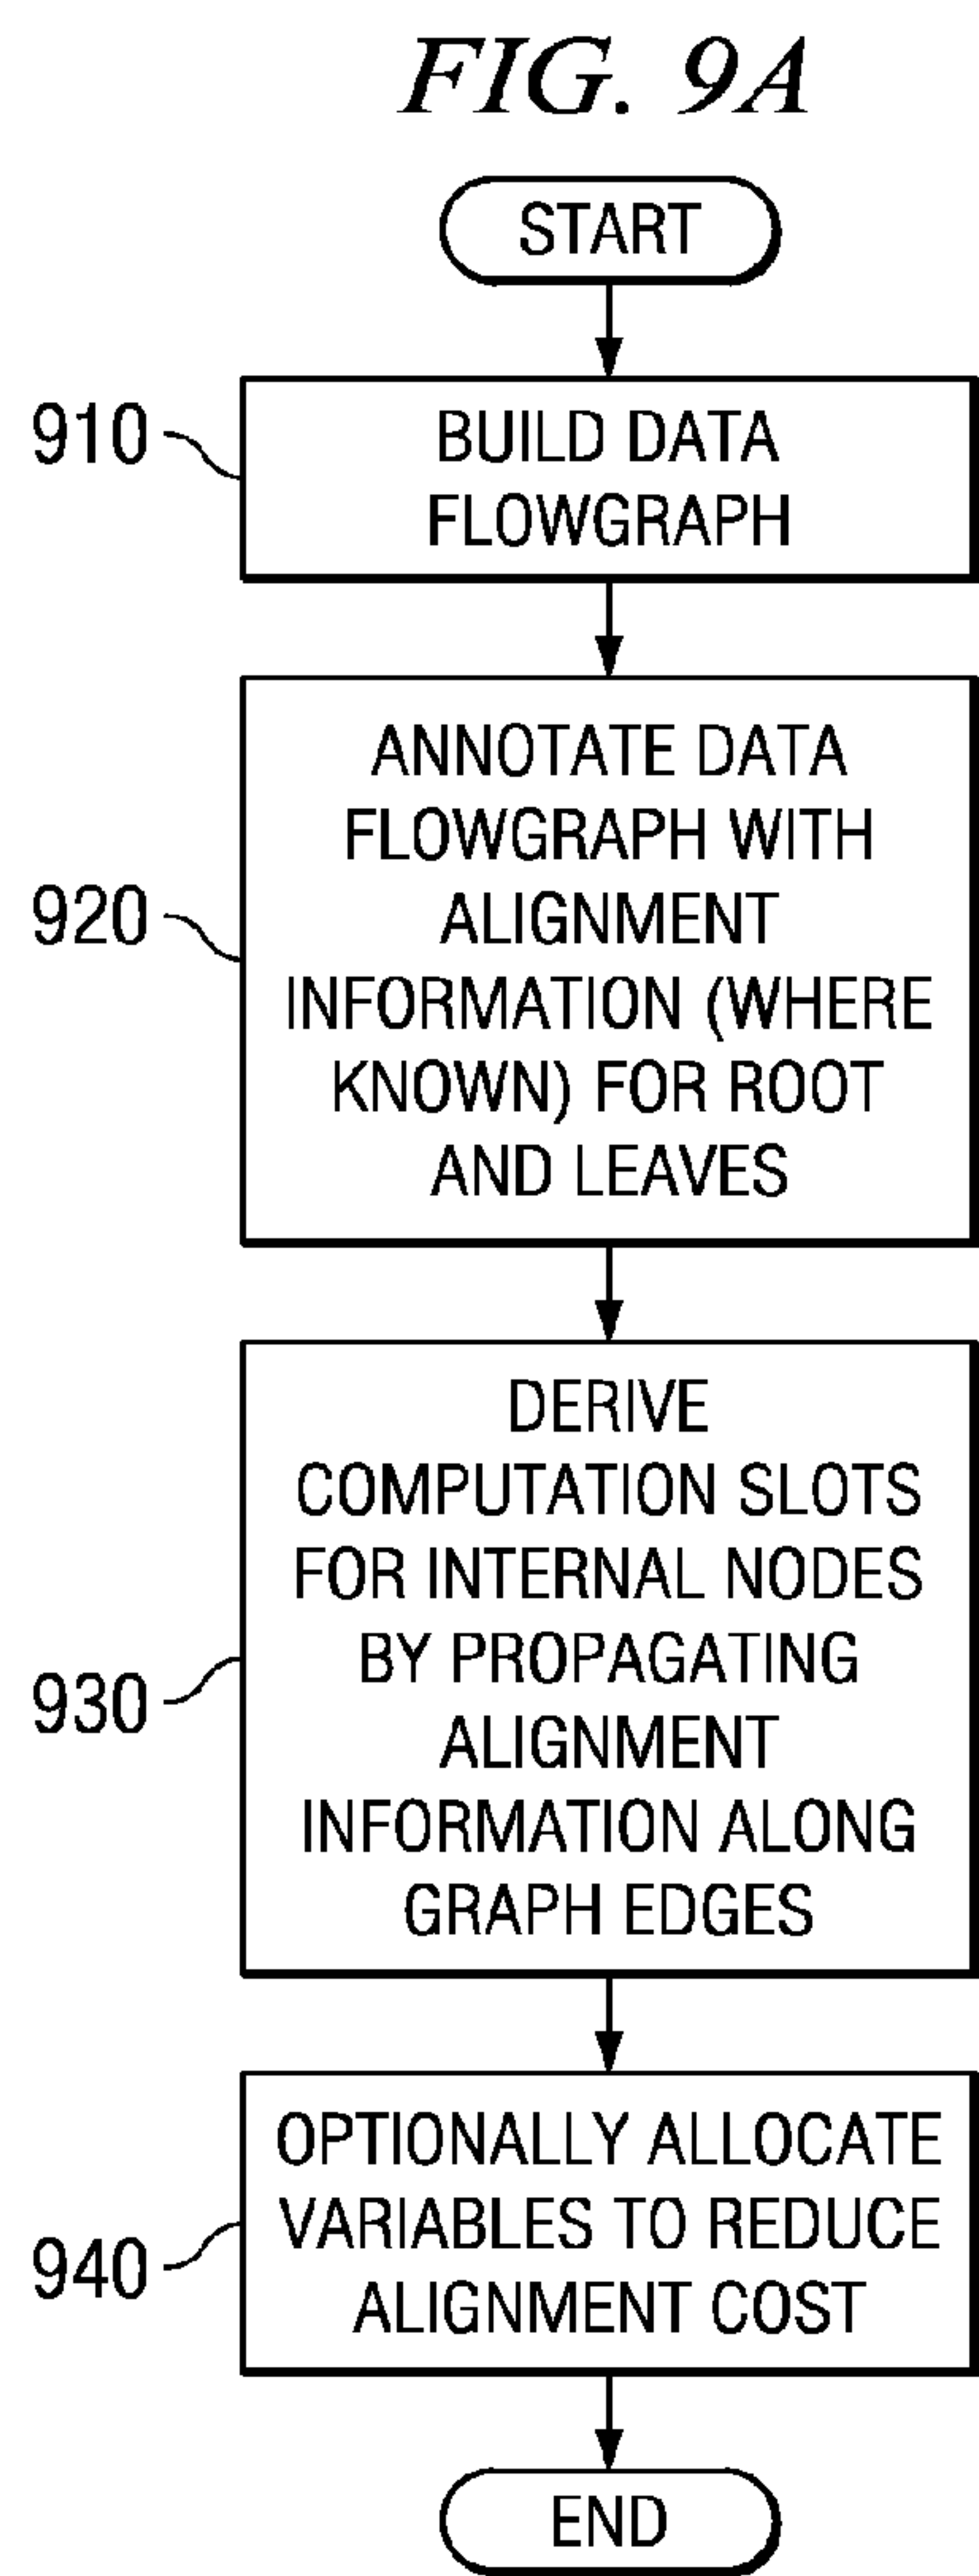 FIG. 9A
START
910
BUILD DATA
FLOWGRAPH
920
ANNOTATE DATA
FLOWGRAPH WITH
ALIGNMENT
INFORMATION (WHERE
KNOWN) FOR ROOT
AND LEAVES
930
DERIVE
COMPUTATION SLOTS
FOR INTERNAL NODES
BY PROPAGATING
ALIGNMENT
INFORMATION ALONG
GRAPH EDGES
940
OPTIONALLY ALLOCATE
VARIABLES TO REDUCE
ALIGNMENT COST
END